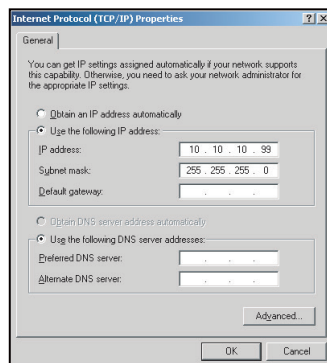 Internet Protocol (TCP/IP) Properties
? X
General
You can get IP settings assigned automatically if your network supports
this capability. Otherwise, you need to ask your network administrator for
the appropriate IP settings.
Obtain an IP address automatically
Use the following IP address:
IP address: 10 . 10 . 10 . 99
Subnet mask: 255 . 255 . 255 . 0
Default gateway: . . .
Obtain DNS server address automatically
Use the following DNS server addresses:
Preferred DNS server: . . .
Alternate DNS server: . . .
Advanced...
OK Cancel